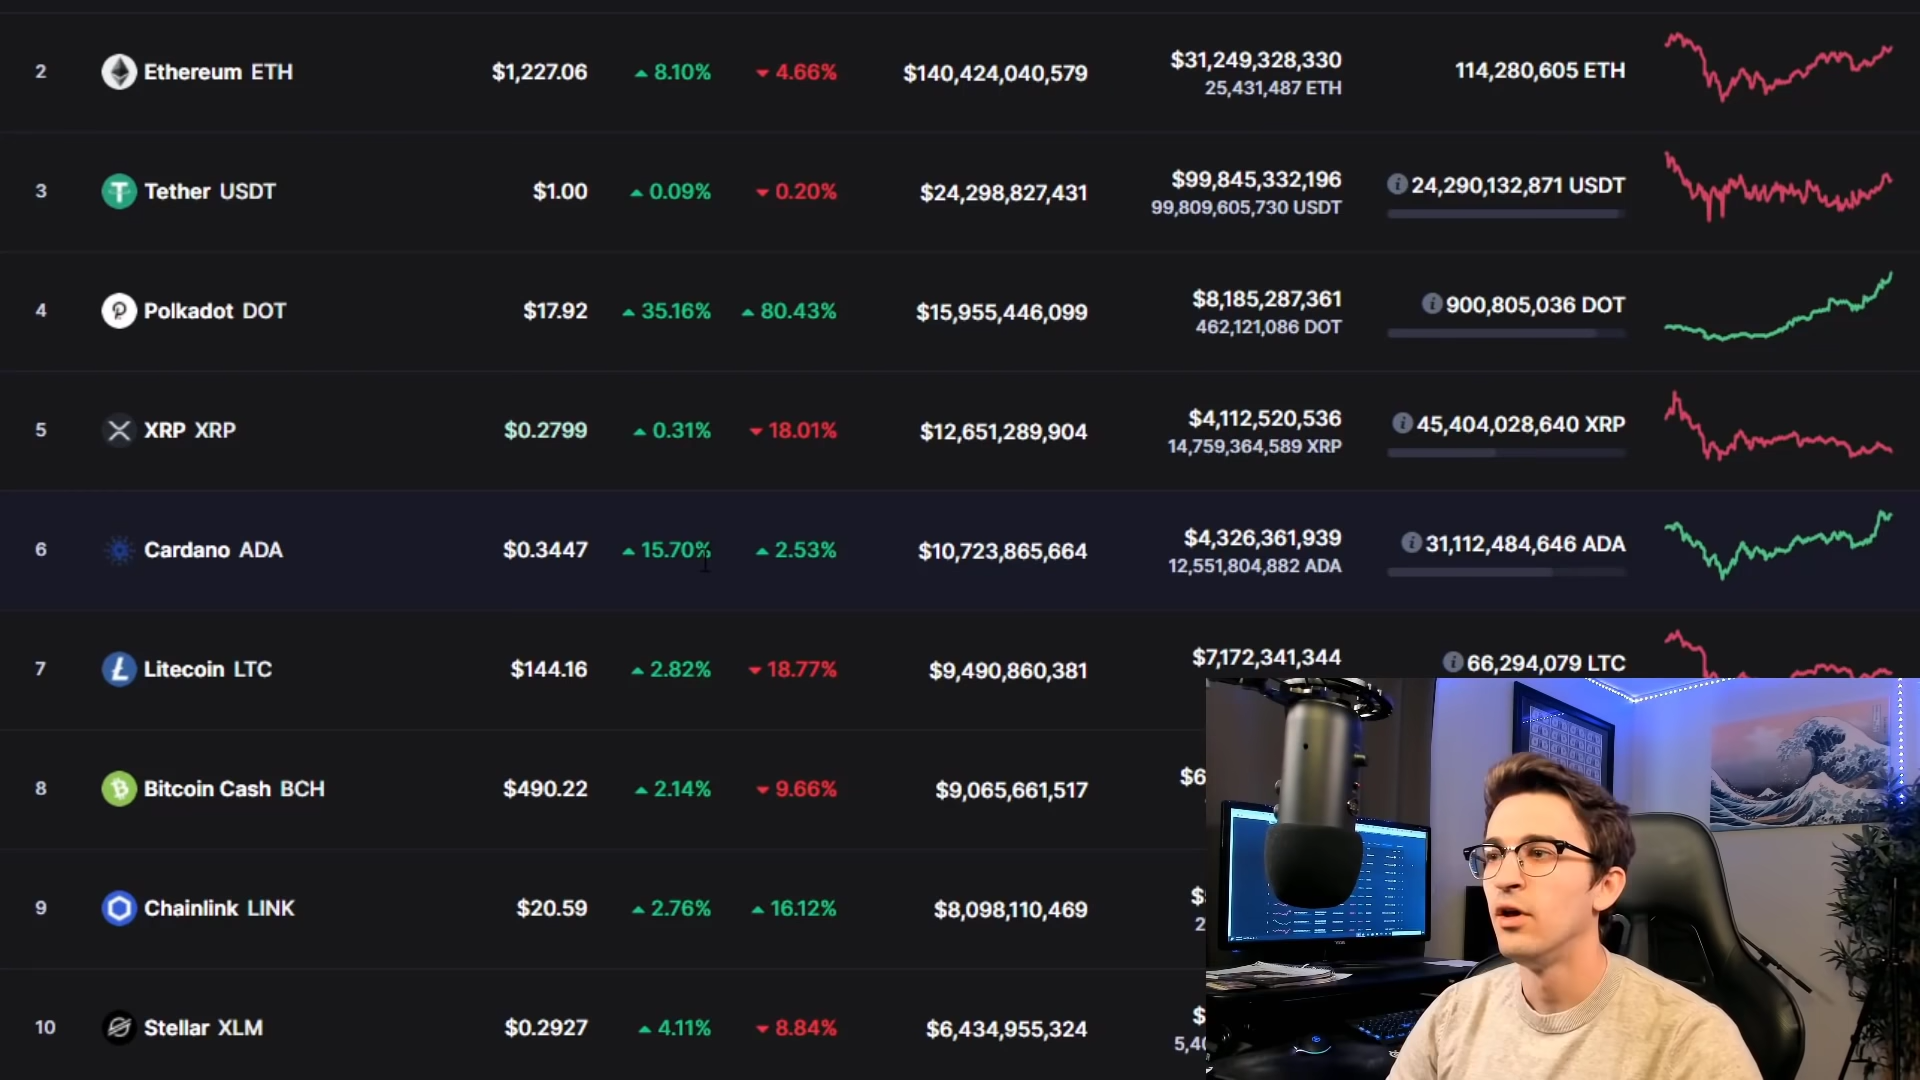 2 Ethereum ETH $1,227.06 8.10% 4.66% $140,424,040,579 $31,249,328,330 114,280,605 ETH
25,431,487 ETH
3 Tether USDT $1.00 0.09% 0.20% $24,298,827,431 $99,845,332,196 24,290,132,871 USDT
99,809,605,730 USDT
4 Polkadot DOT $17.92 35.16% 80.43% $15,955,446,099 $8,185,287,361 900,805,036 DOT
462,121,086 DOT
5 XRP XRP $0.2799 0.31% 18.01% $12,651,289,904 $4,112,520,536 45,404,028,640 XRP
14,759,364,589 XRP
6 Cardano ADA $0.3447 15.70% 2.53% $10,723,865,664 $4,326,361,939 31,112,484,646 ADA
12,551,804,882 ADA
7 Litecoin LTC $144.16 2.82% 18.77% $9,490,860,381 $7,172,341,344 66,294,079 LTC
8 Bitcoin Cash BCH $490.22 2.14% 9.66% $9,065,661,517 $6
9 Chainlink LINK $20.59 2.76% 16.12% $8,098,110,469 $
2
10 Stellar XLM $0.2927 4.11% 8.84% $6,434,955,324 $
5,40